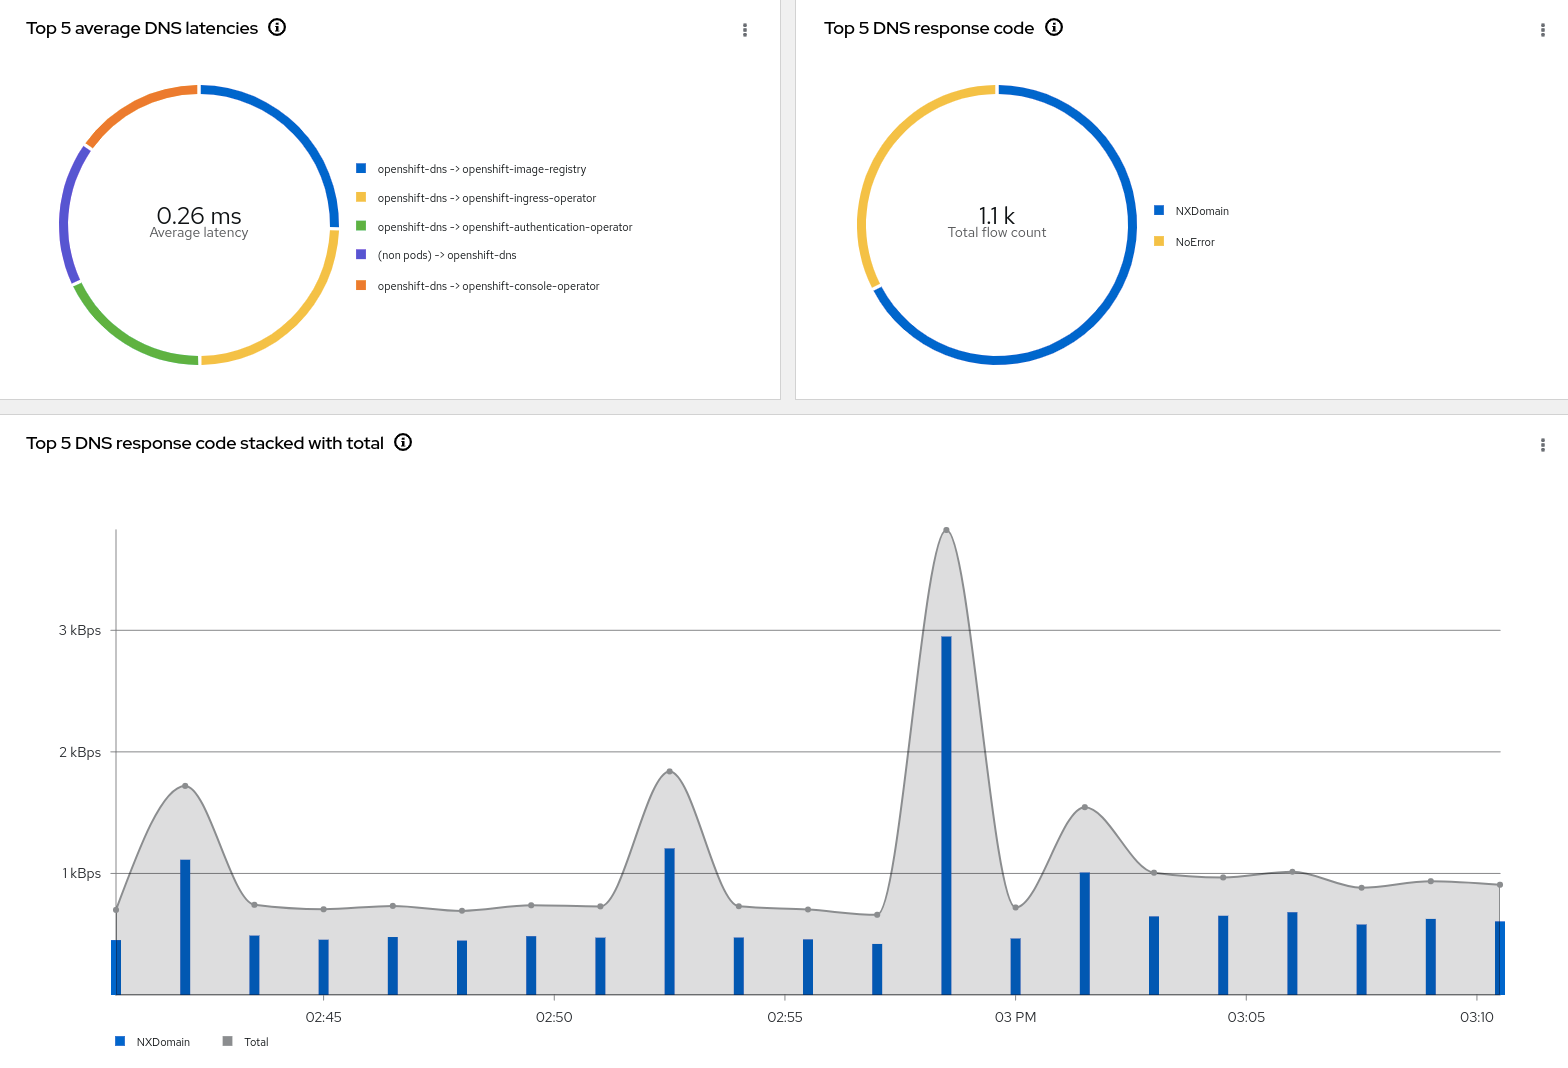 Top 5 average DNS latencies
0.26 ms
Average latency
openshift-dns -> openshift-image-registry
openshift-dns -> openshift-ingress-operator
openshift-dns -> openshift-authentication-operator
(non pods) -> openshift-dns
openshift-dns -> openshift-console-operator
Top 5 DNS response code
1.1 k
Total flow count
NXDomain
NoError
Top 5 DNS response code stacked with total
3 kBps
2 kBps
1 kBps
02:45
02:50
02:55
03 PM
03:05
03:10
NXDomain
Total